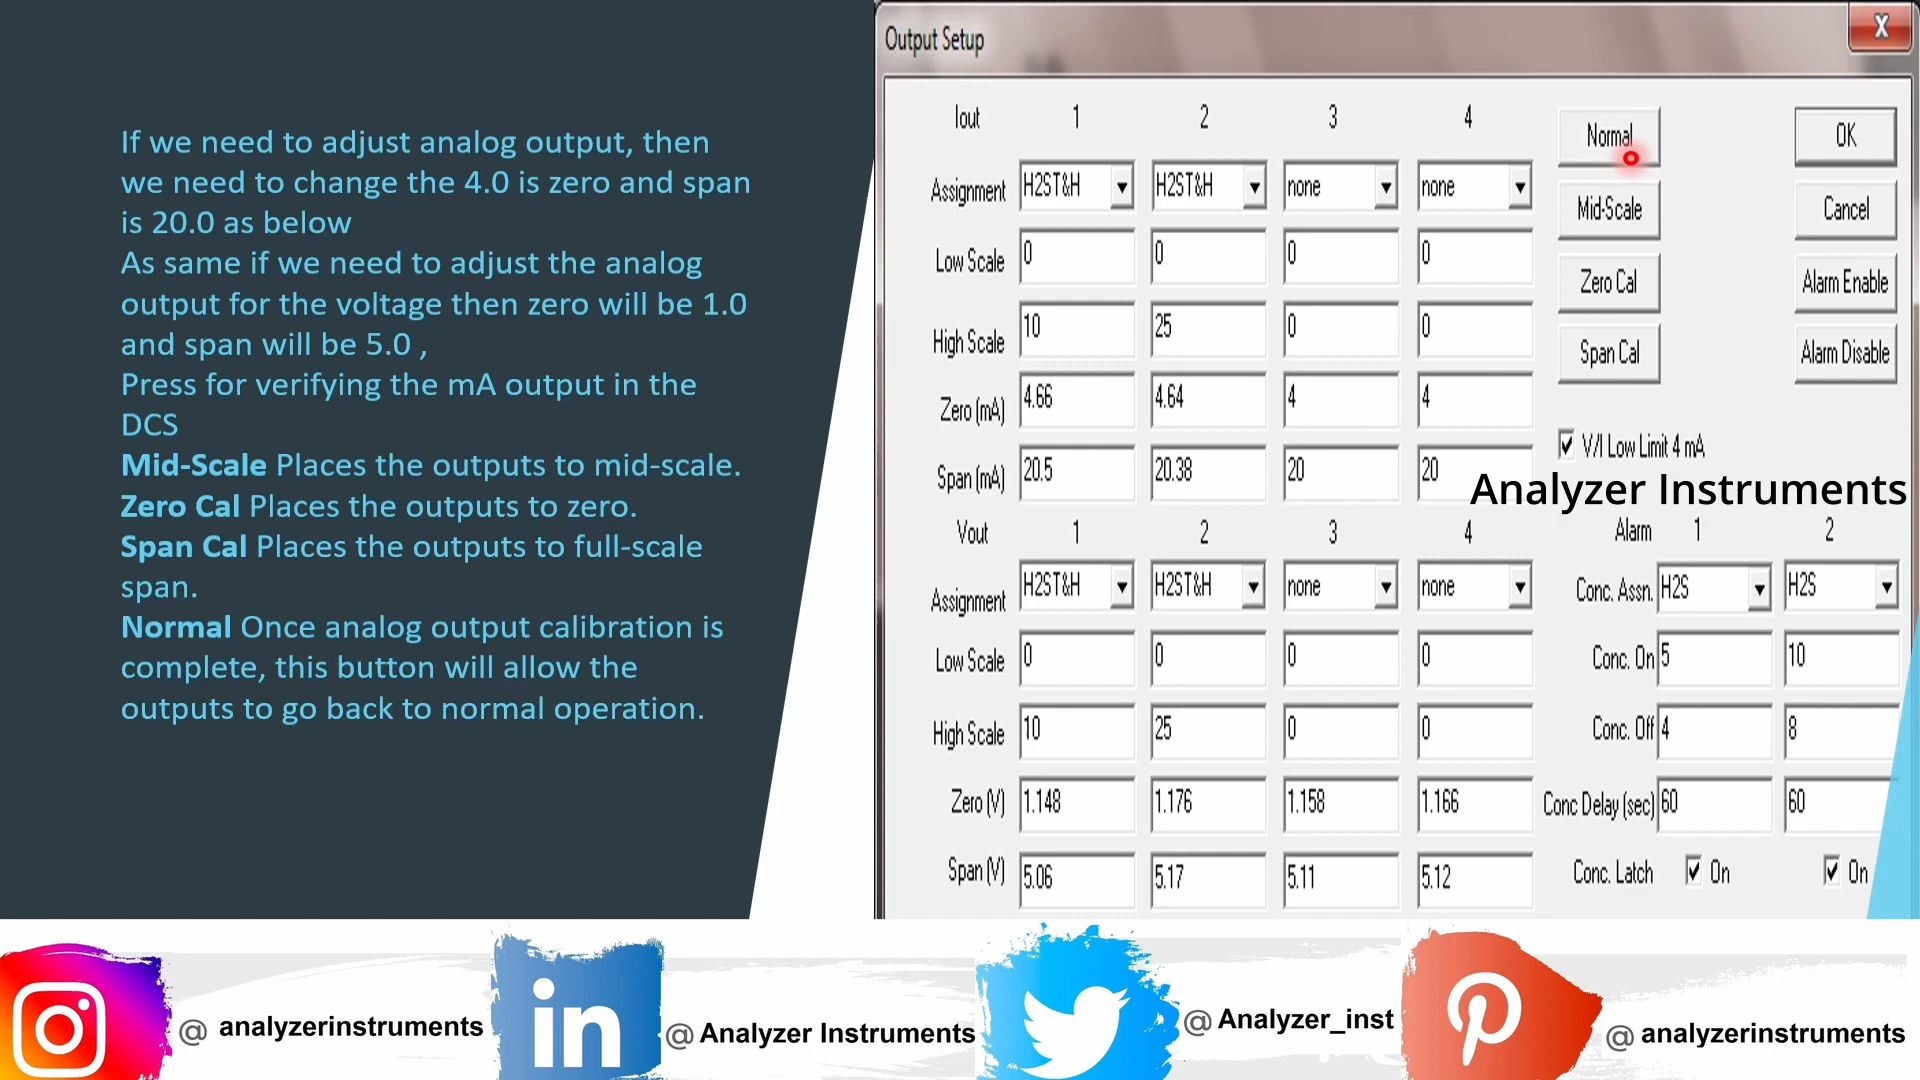 If we need to adjust analog output, then
we need to change the 4.0 is zero and span
is 20.0 as below
As same if we need to adjust the analog
output for the voltage then zero will be 1.0
and span will be 5.0 ,
Press for verifying the mA output in the
DCS
Mid-Scale Places the outputs to mid-scale.
Zero Cal Places the outputs to zero.
Span Cal Places the outputs to full-scale
span.
Normal Once analog output calibration is
complete, this button will allow the
outputs to go back to normal operation.
Output Setup
X
Iout 1 2 3 4
Assignment H2ST&H H2ST&H none none
Low Scale 0 0 0 0
High Scale 10 25 0 0
Zero (mA) 4.66 4.64 4 4
Span (mA) 20.5 20.38 20 20
Normal OK
Mid-Scale Cancel
Zero Cal Alarm Enable
Span Cal Alarm Disable
V/I Low Limit 4 mA
Analyzer Instruments
Vout 1 2 3 4
Assignment H2ST&H H2ST&H none none
Low Scale 0 0 0 0
High Scale 10 25 0 0
Zero (V) 1.148 1.176 1.158 1.166
Span (V) 5.06 5.17 5.11 5.12
Alarm 1 2
Conc. Assn. H2S H2S
Conc. On 5 10
Conc. Off 4 8
Conc Delay (sec) 60 60
Conc. Latch On On
@ analyzerinstruments
in
@ Analyzer Instruments
@ Analyzer_inst
@ analyzerinstruments